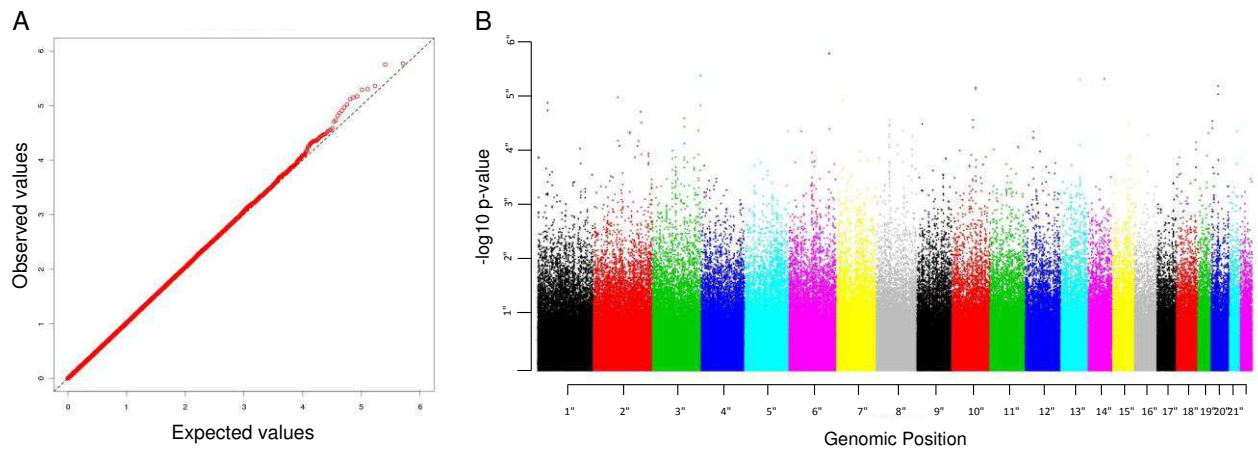 A
B
Observed values
6
5
4
3
2
1
0
0 1 2 3 4 5 6
Expected values
-log10 p-value
6"
5"
4"
3"
2"
1"
1" 2" 3" 4" 5" 6" 7" 8" 9" 10" 11" 12" 13" 14" 15" 16" 17" 18" 19" 20" 21"
Genomic Position